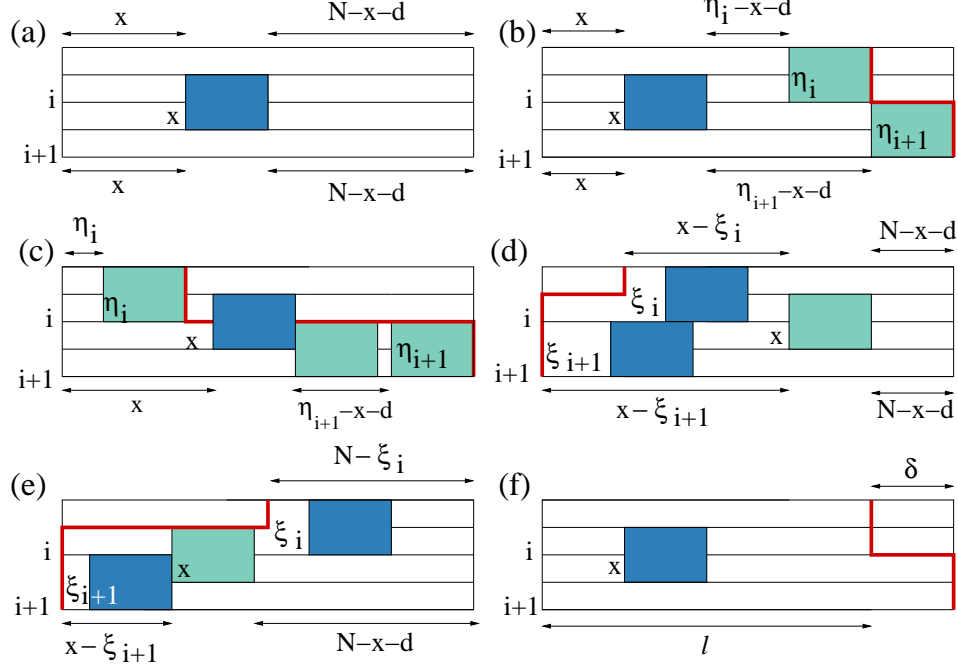 (a)
x
N-x-d
i
x
i+1
x
N-x-d
(b)
x
η_i-x-d
η_i
i
x
η_{i+1}
i+1
x
η_{i+1}-x-d
(c)
η_i
η_i
i
x
η_{i+1}
i+1
x
η_{i+1}-x-d
(d)
x-ξ_i
N-x-d
ξ_i
i
x
ξ_{i+1}
i+1
x-ξ_{i+1}
N-x-d
(e)
N-ξ_i
ξ_i
i
x
ξ_{i+1}
i+1
x-ξ_{i+1}
N-x-d
(f)
δ
i
x
i+1
l